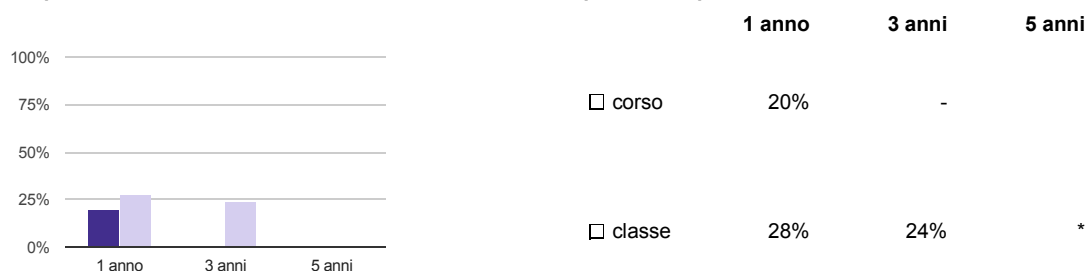 100%
75%
50%
25%
0%
1 anno 3 anni 5 anni
1 anno 3 anni 5 anni
corso 20% -
classe 28% 24% *